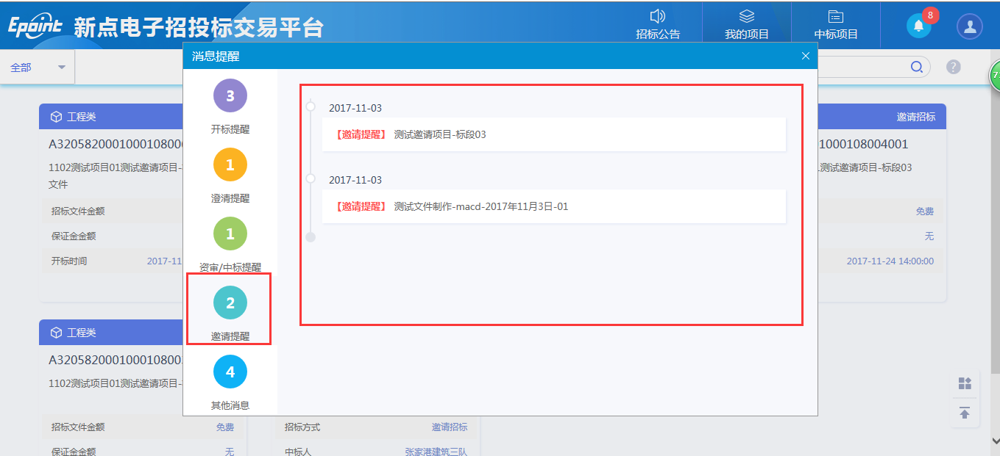 Epoint 新点电子招投标交易平台
招标公告
我的项目
中标项目
8
全部
?
消息提醒
3
开标提醒
1
澄清提醒
1
资审/中标提醒
2
邀请提醒
4
其他消息
2017-11-03
【邀请提醒】 测试邀请项目-标段03
2017-11-03
【邀请提醒】 测试文件制作-macd-2017年11月3日-01
工程类
A320582000100010800
1102测试项目01测试邀请项目-
文件
招标文件金额
保证金金额
开标时间 2017-11
邀请招标
1000108004001
测试邀请项目-标段03
免费
无
2017-11-24 14:00:00
工程类
A320582000100010800
1102测试项目01测试邀请项目-
招标文件金额 免费
保证金金额 无
招标方式 邀请招标
中标人 张家港建筑三队